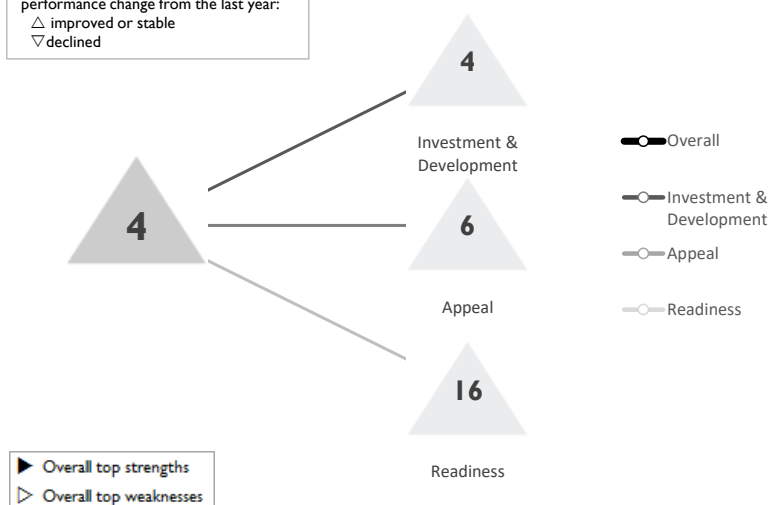 performance change from the last year:
△ improved or stable
▽ declined
4
4
Investment &
Development
6
Appeal
16
Readiness
Overall
Investment &
Development
Appeal
Readiness
▶ Overall top strengths
▷ Overall top weaknesses